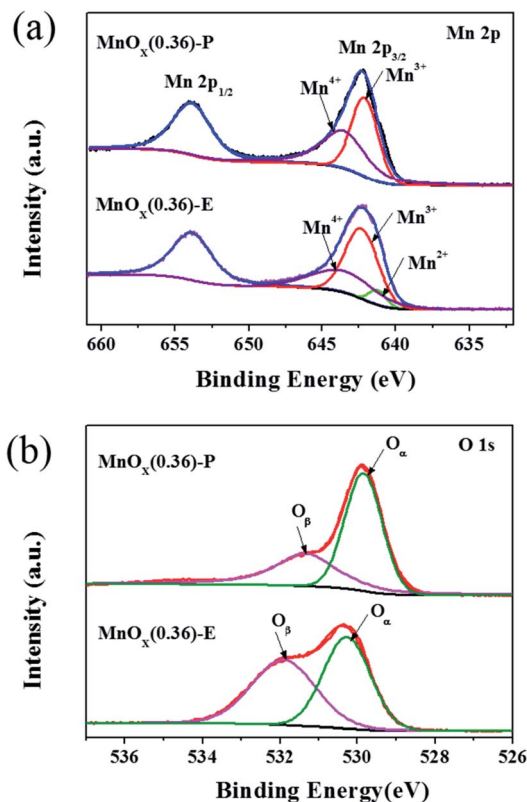 (a)
MnOₓ(0.36)-P
Mn 2p₃/₂
Mn 2p
Mn 2p₁/₂
Mn⁴⁺
Mn³⁺
MnOₓ(0.36)-E
Mn⁴⁺
Mn³⁺
Mn²⁺
Intensity (a.u.)
660 655 650 645 640 635
Binding Energy (eV)
(b)
MnOₓ(0.36)-P
Oα
O 1s
Oβ
MnOₓ(0.36)-E
Oβ
Oα
Intensity (a.u.)
536 534 532 530 528 526
Binding Energy(eV)